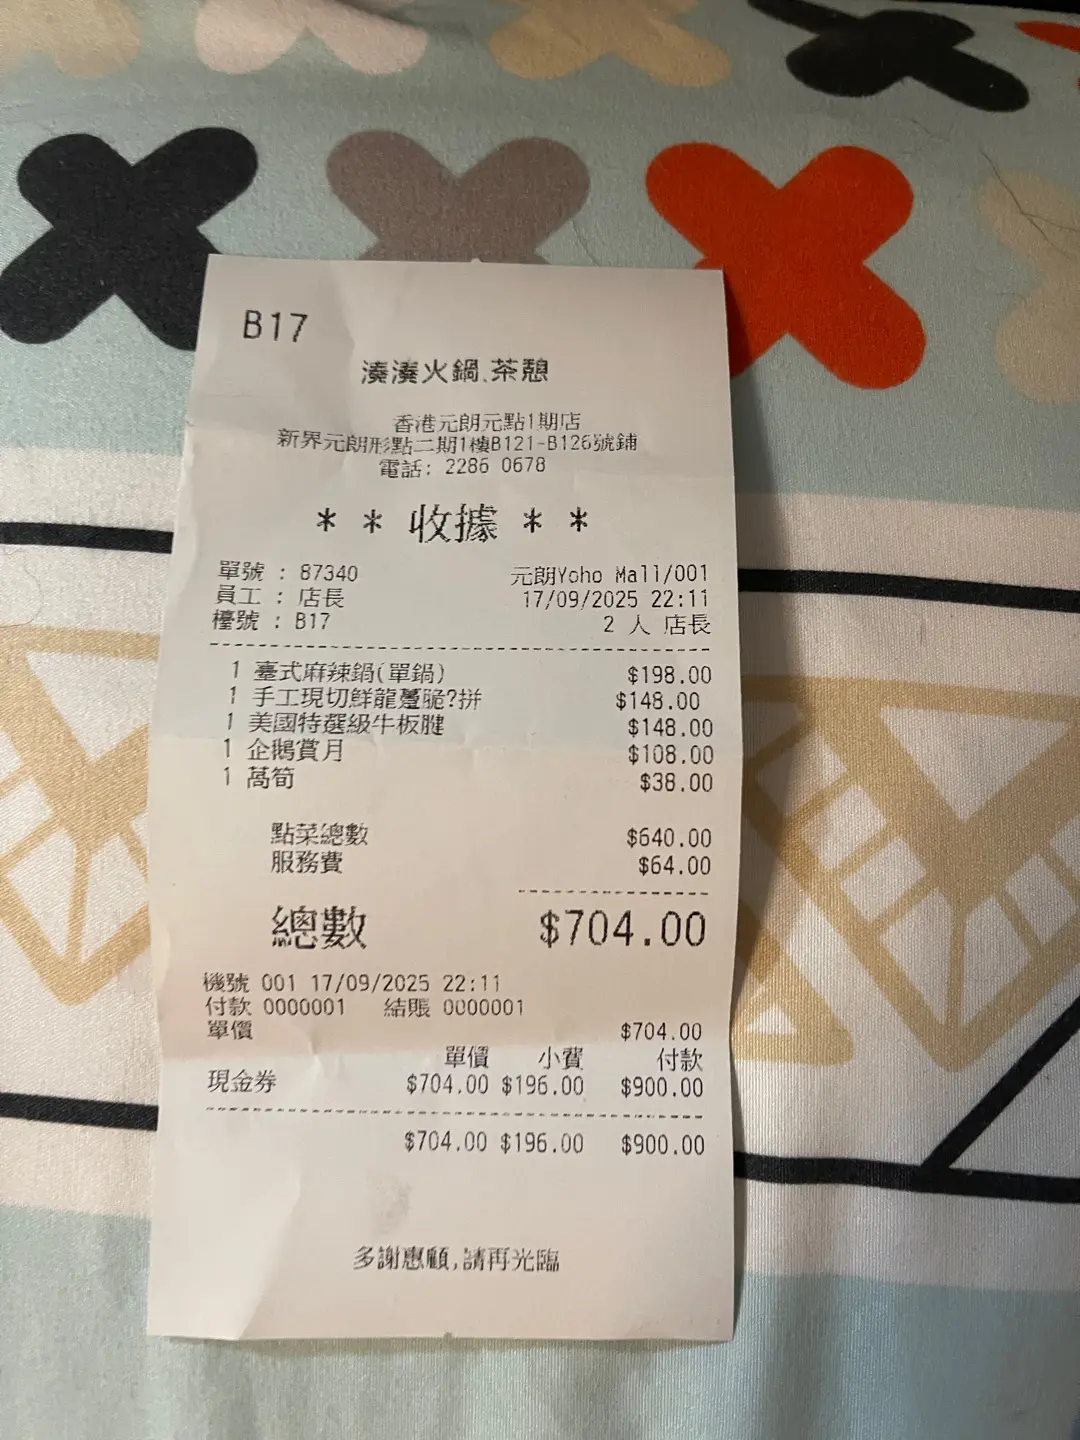 B17
湊湊火鍋.茶憩
香港元朗元點1期店
新界元朗形點二期1樓B121-B126號鋪
電話: 2286 0678
* * 收據 * *
單號 : 87340 元朗Yoho Mall/001
員工 : 店長 17/09/2025 22:11
檯號 : B17 2 人 店長
1 臺式麻辣鍋(單鍋) $198.00
1 手工現切鮮龍躉脆?拼 $148.00
1 美國特選級牛板腱 $148.00
1 企鵝賞月 $108.00
1 萵筍 $38.00
點菜總數 $640.00
服務費 $64.00
總數 $704.00
機號 001 17/09/2025 22:11
付款 0000001 結賬 0000001
單價 $704.00
單價 小費 付款
現金券 $704.00 $196.00 $900.00
$704.00 $196.00 $900.00
多謝惠顧,請再光臨